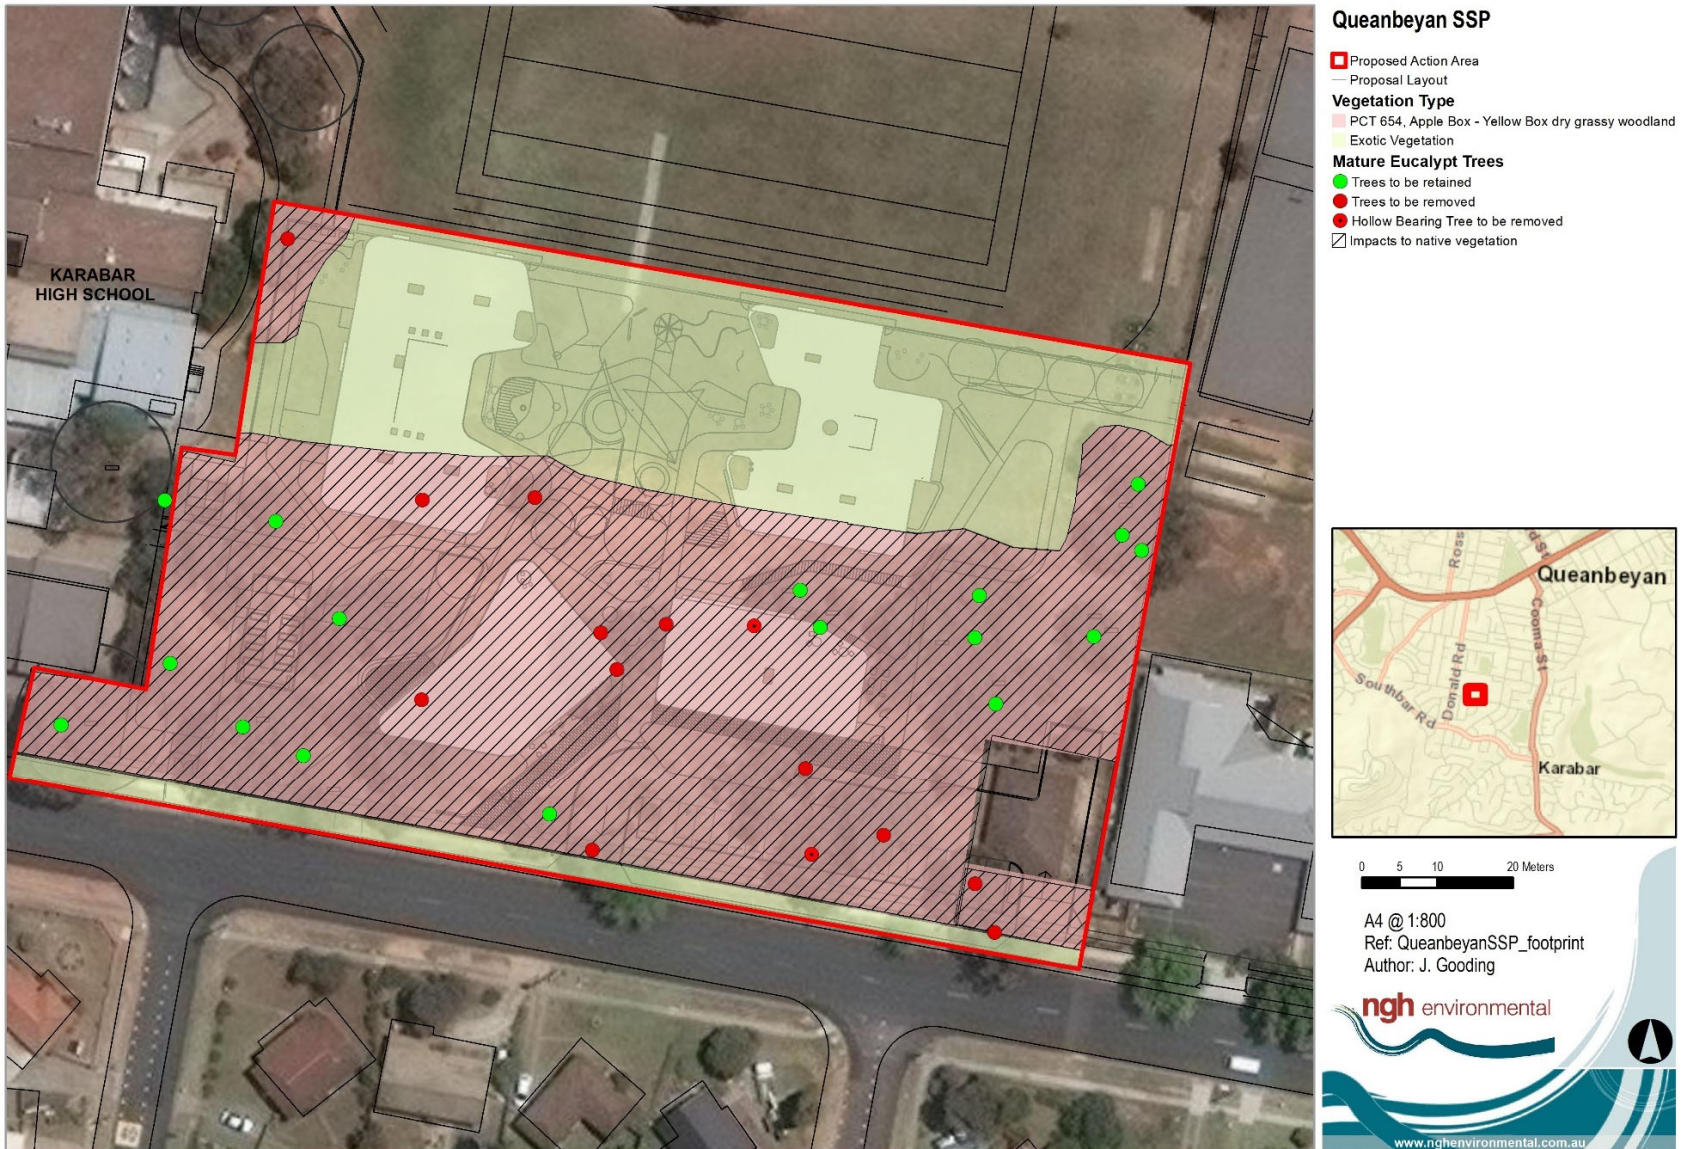 Queanbeyan SSP
Proposed Action Area
Proposal Layout
Vegetation Type
PCT 654, Apple Box - Yellow Box dry grassy woodland
Exotic Vegetation
Mature Eucalypt Trees
Trees to be retained
Trees to be removed
Hollow Bearing Tree to be removed
Impacts to native vegetation
KARABAR
HIGH SCHOOL
Ross
d St
Queanbeyan
Cooma St
Donald Rd
Southbar Rd
Karabar
0 5 10 20 Meters
A4 @ 1:800
Ref: QueanbeyanSSP_footprint
Author: J. Gooding
ngh environmental
www.nghenvironmental.com.au